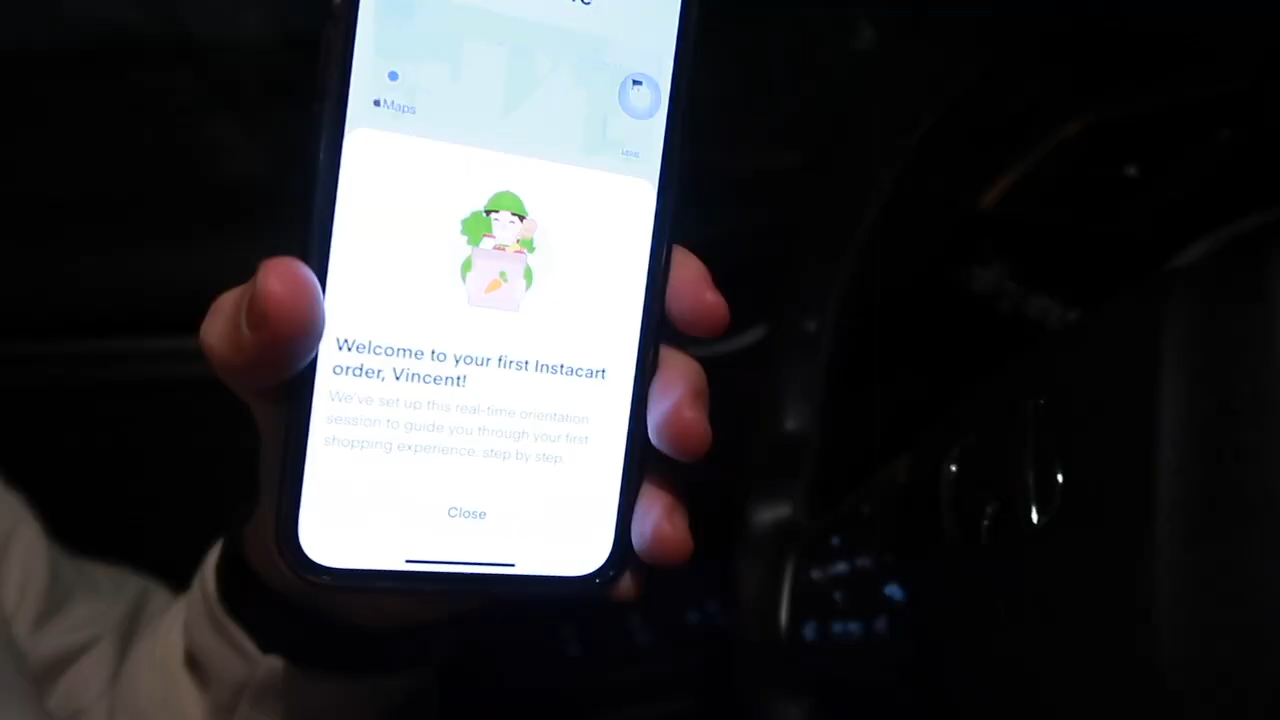 Maps
Welcome to your first Instacart
order, Vincent!
We've set up this real-time orientation
session to guide you through your first
shopping experience, step by step.
Close